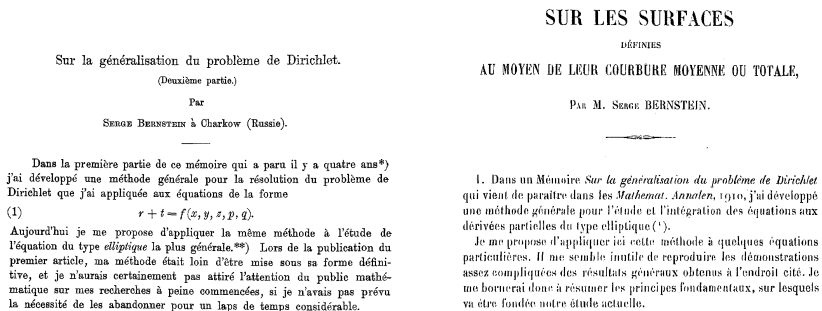 Sur la généralisation du problème de Dirichlet.
(Deuxième partie.)
Par
SERGE BERNSTEIN à Charkow (Russie).
Dans la première partie de ce mémoire qui a paru il y a quatre ans*)
j'ai développé une méthode générale pour la résolution du problème de
Dirichlet que j'ai appliquée aux équations de la forme
(1) r + t = f(x, y, z, p, q).
Aujourd'hui je me propose d'appliquer la même méthode à l'étude de
l'équation du type elliptique la plus générale.**) Lors de la publication du
premier article, ma méthode était loin d'être mise sous sa forme défini-
tive, et je n'aurais certainement pas attiré l'attention du public mathé-
matique sur mes recherches à peine commencées, si je n'avais pas prévu
la nécessité de les abandonner pour un laps de temps considérable.
SUR LES SURFACES
DÉFINIES
AU MOYEN DE LEUR COURBURE MOYENNE OU TOTALE,
PAR M. SERGE BERNSTEIN.
1. Dans un Mémoire Sur la généralisation du problème de Dirichlet
qui vient de paraître dans les Mathemat. Annalen, 1910, j'ai développé
une méthode générale pour l'étude et l'intégration des équations aux
dérivées partielles du type elliptique (¹).
Je me propose d'appliquer ici cette méthode à quelques équations
particulières. Il me semble inutile de reproduire les démonstrations
assez compliquées des résultats généraux obtenus à l'endroit cité. Je
me bornerai donc à résumer les principes fondamentaux, sur lesquels
va être fondée notre étude actuelle.